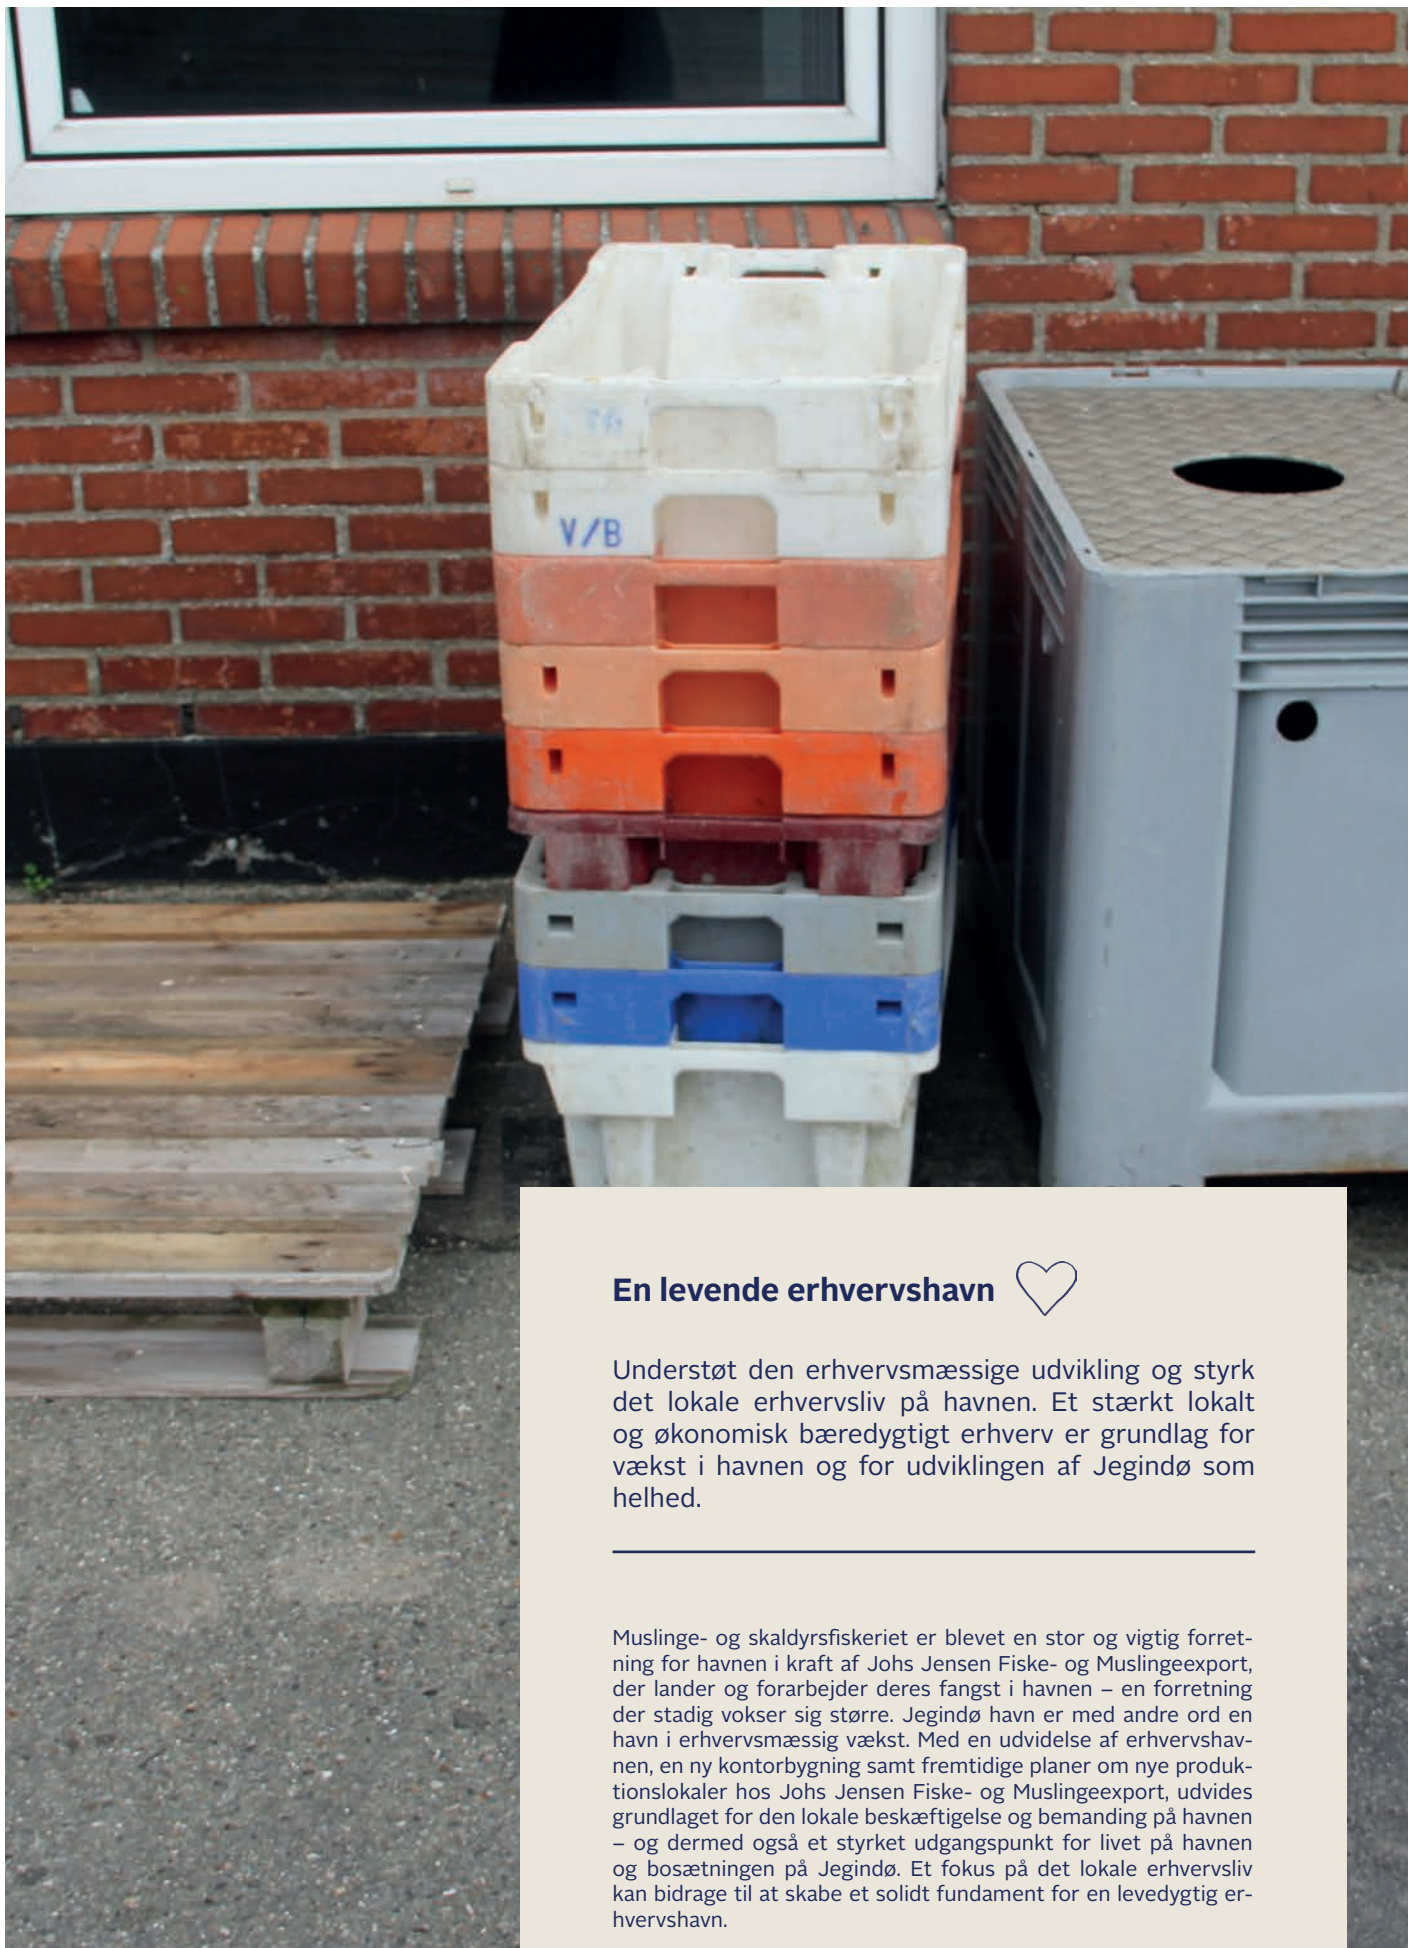 V/B
En levende erhvervshavn
Understøt den erhvervsmæssige udvikling og styrk
det lokale erhvervsliv på havnen. Et stærkt lokalt
og økonomisk bæredygtigt erhverv er grundlag for
vækst i havnen og for udviklingen af Jegindø som
helhed.
Muslinge- og skaldyrsfiskeriet er blevet en stor og vigtig forret-
ning for havnen i kraft af Johs Jensen Fiske- og Muslingeexport,
der lander og forarbejder deres fangst i havnen – en forretning
der stadig vokser sig større. Jegindø havn er med andre ord en
havn i erhvervsmæssig vækst. Med en udvidelse af erhvervshav-
nen, en ny kontorbygning samt fremtidige planer om nye produk-
tionslokaler hos Johs Jensen Fiske- og Muslingeexport, udvides
grundlaget for den lokale beskæftigelse og bemanding på havnen
– og dermed også et styrket udgangspunkt for livet på havnen
og bosætningen på Jegindø. Et fokus på det lokale erhvervsliv
kan bidrage til at skabe et solidt fundament for en levedygtig er-
hvervshavn.